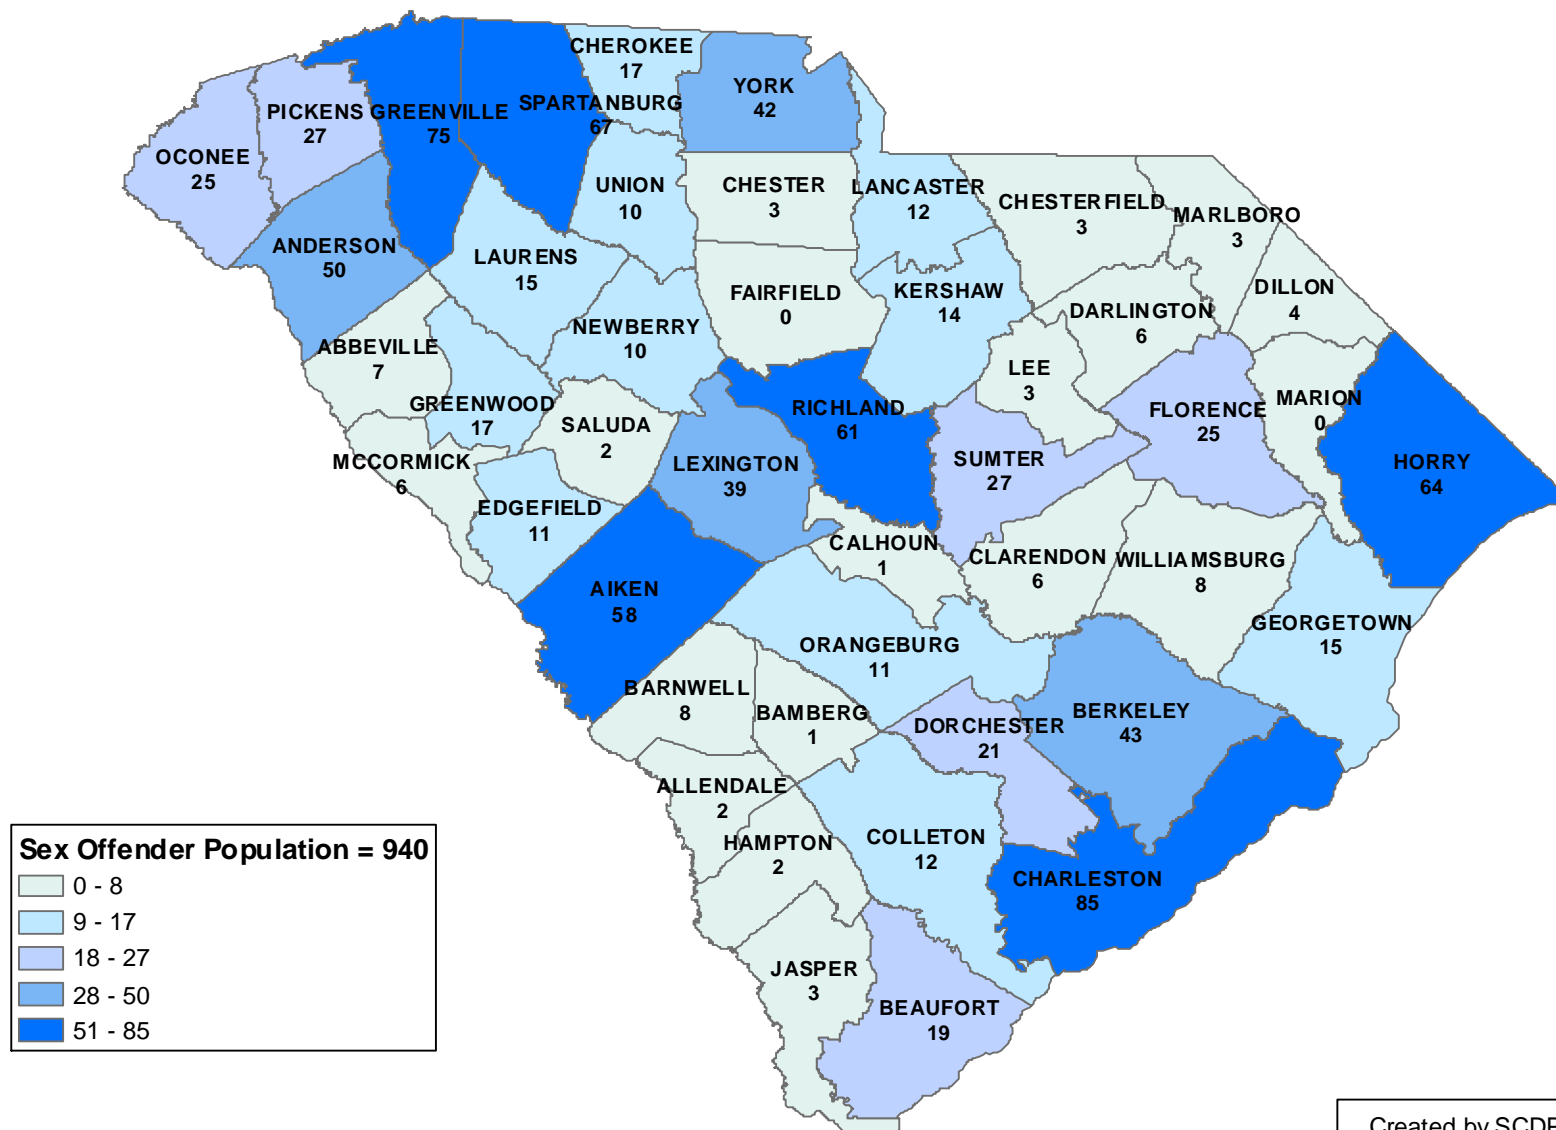 CHEROKEE
17
YORK
42
PICKENS
27
GREENVILLE
75
SPARTANBURG
67
OCONEE
25
UNION
10
CHESTER
3
LANCASTER
12
CHESTERFIELD
3
MARLBORO
3
ANDERSON
50
LAURENS
15
FAIRFIELD
0
KERSHAW
14
DARLINGTON
6
DILLON
4
ABBEVILLE
7
NEWBERRY
10
LEE
3
GREENWOOD
17
SALUDA
2
RICHLAND
61
FLORENCE
25
MARION
0
MCCORMICK
6
LEXINGTON
39
SUMTER
27
HORRY
64
EDGEFIELD
11
CALHOUN
1
CLARENDON
6
WILLIAMSBURG
8
AIKEN
58
ORANGEBURG
11
GEORGETOWN
15
BARNWELL
8
BAMBERG
1
DORCHESTER
21
BERKELEY
43
ALLENDALE
2
HAMPTON
2
COLLETON
12
CHARLESTON
85
JASPER
3
BEAUFORT
19
Sex Offender Population = 940
0 - 8
9 - 17
18 - 27
28 - 50
51 - 85
Created by